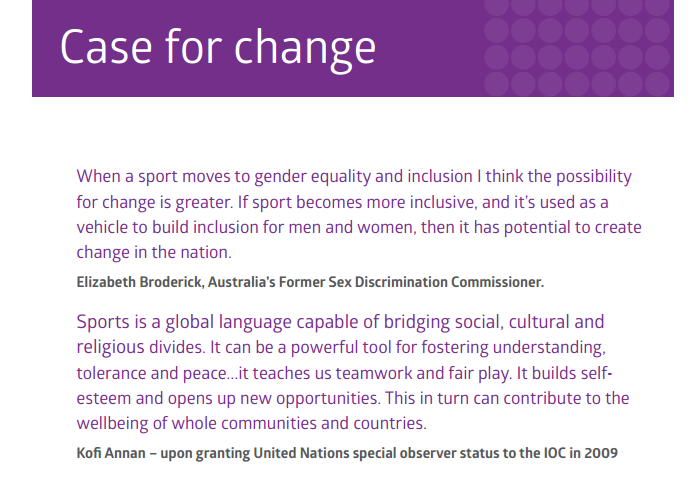 Case for change
When a sport moves to gender equality and inclusion I think the possibility
for change is greater. If sport becomes more inclusive, and it's used as a
vehicle to build inclusion for men and women, then it has potential to create
change in the nation.
Elizabeth Broderick, Australia's Former Sex Discrimination Commissioner.
Sports is a global language capable of bridging social, cultural and
religious divides. It can be a powerful tool for fostering understanding,
tolerance and peace...it teaches us teamwork and fair play. It builds self-
esteem and opens up new opportunities. This in turn can contribute to the
wellbeing of whole communities and countries.
Kofi Annan – upon granting United Nations special observer status to the IOC in 2009